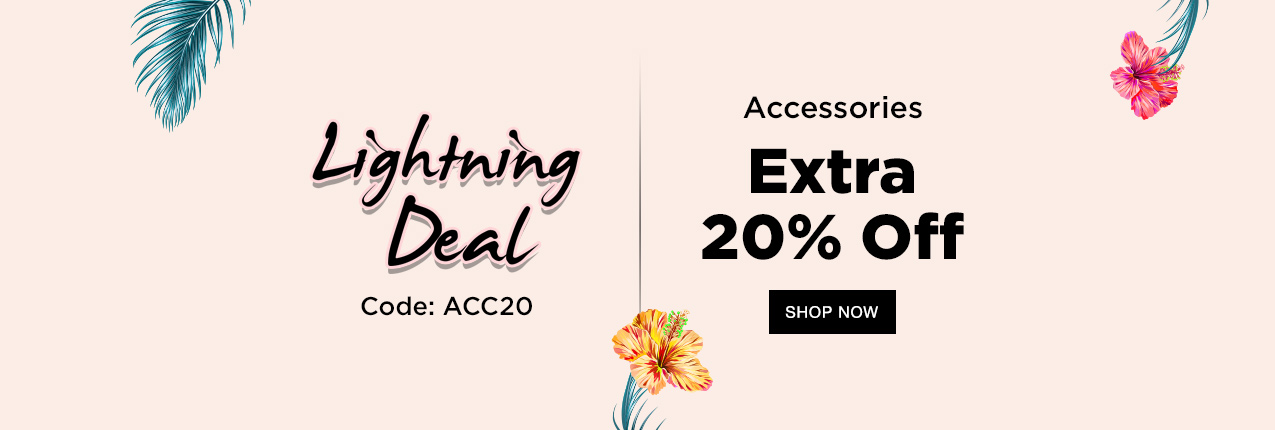 Lightning
Deal
Code: ACC20
Accessories
Extra
20% Off
SHOP NOW